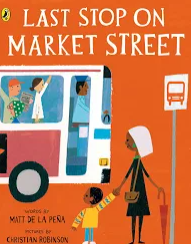 LAST STOP ON
MARKET STREET
WORDS BY
MATT DE LA PEÑA
PICTURES BY
CHRISTIAN ROBINSON